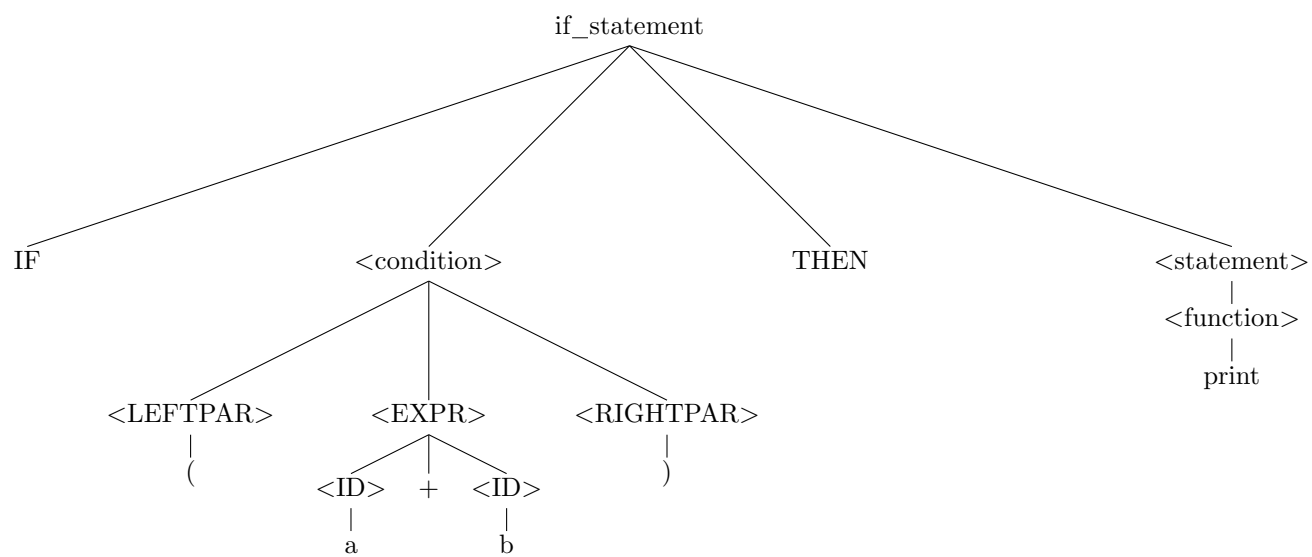 if_statement
IF <condition> THEN <statement>
<function>
print
<LEFTPAR> <EXPR> <RIGHTPAR>
( )
<ID> + <ID>
a b